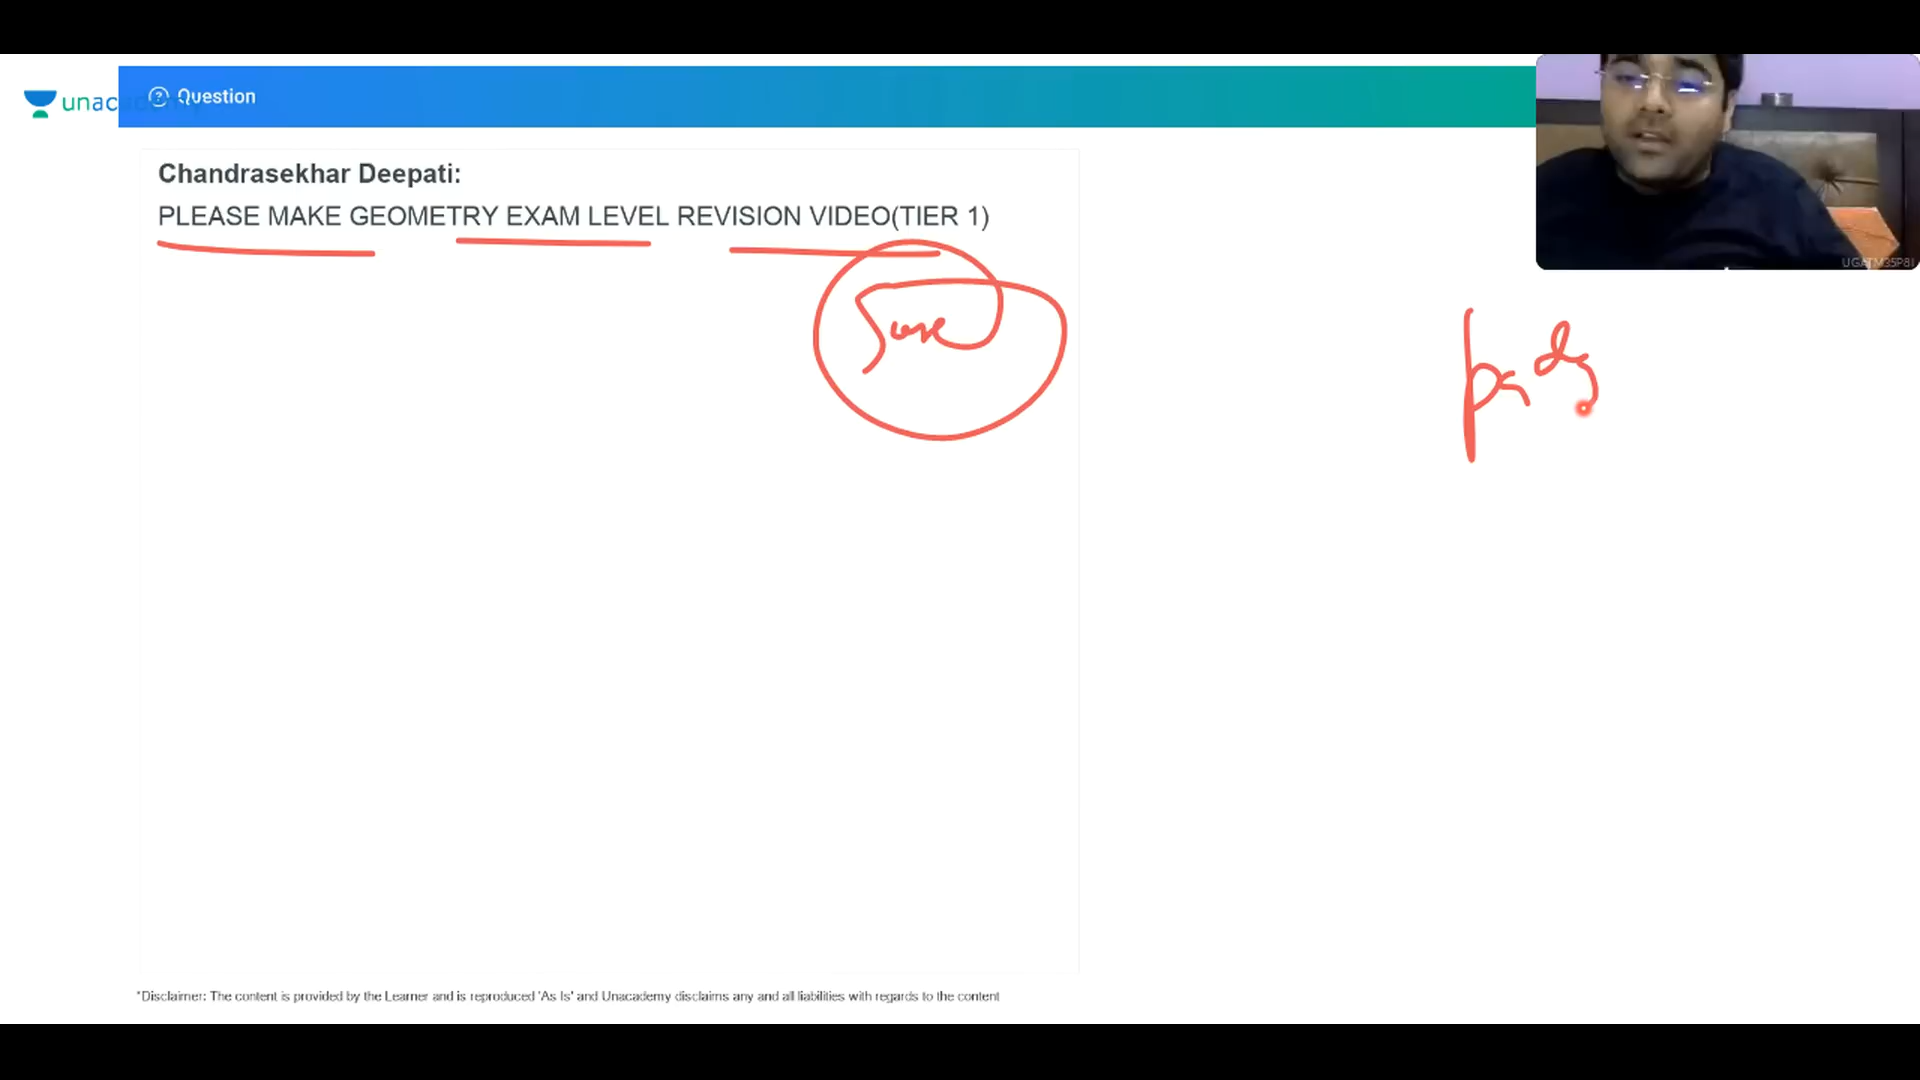 unacademy
? Question
Chandrasekhar Deepati:
PLEASE MAKE GEOMETRY EXAM LEVEL REVISION VIDEO(TIER 1)
Sure
UGATM35P8I
*Disclaimer: The content is provided by the Learner and is reproduced 'As Is' and Unacademy disclaims any and all liabilities with regards to the content